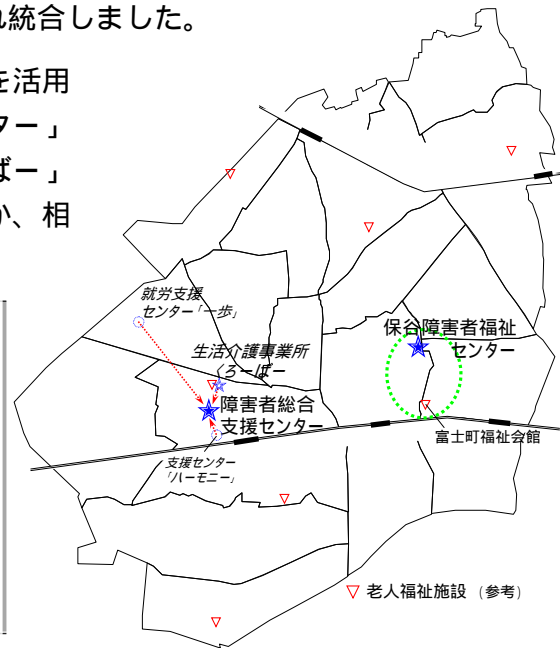 れ統合しました。
を活用
ター」
ばー」
か、相
就労支援
センター「一歩」
生活介護事業所
ろーばー
保谷障害者福祉
センター
障害者総合
支援センター
富士町福祉会館
支援センター
「ハーモニー」
▽ 老人福祉施設 (参考)